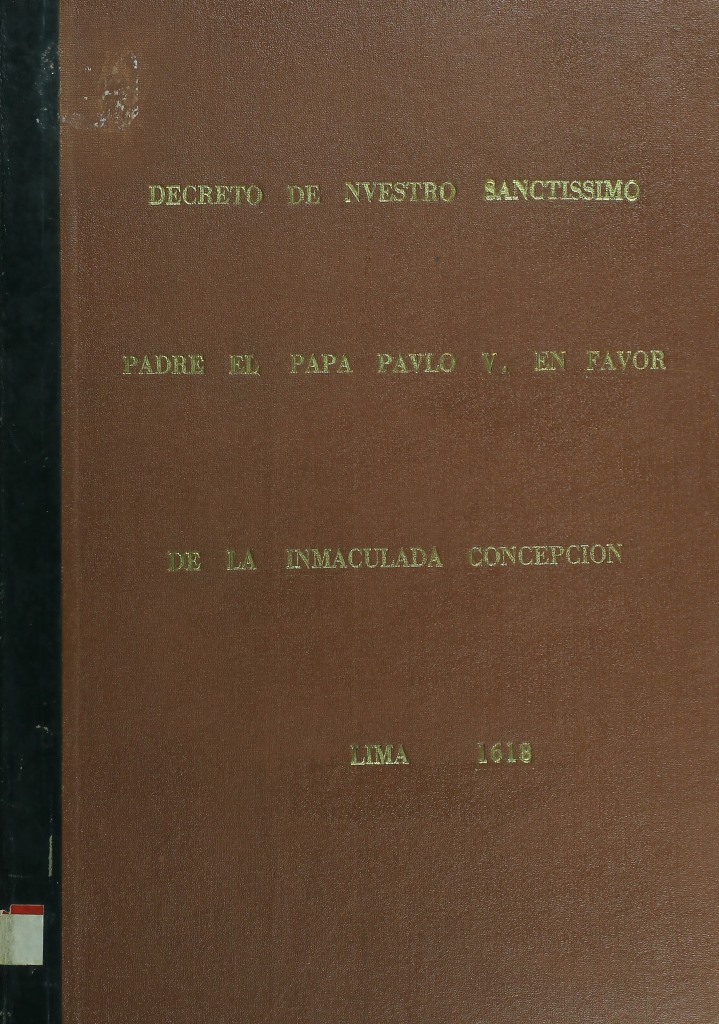 DECRETO DE NVESTRO SANCTISSIMO
PADRE EL PAPA PAVLO V. EN FAVOR
DE LA INMACULADA CONCEPCION
LIMA 1618